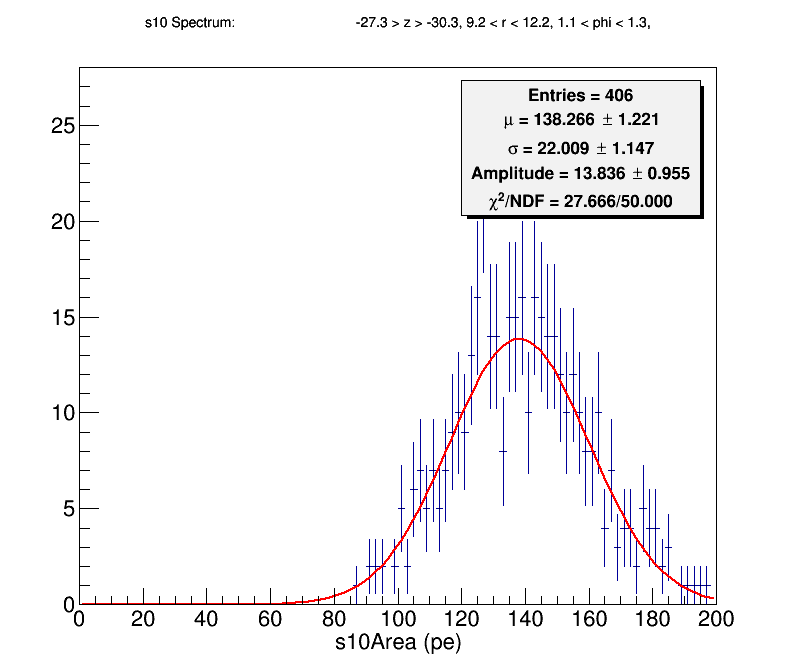 s10 Spectrum: -27.3 > z > -30.3, 9.2 < r < 12.2, 1.1 < phi < 1.3,
Entries = 406
μ = 138.266 ± 1.221
σ = 22.009 ± 1.147
Amplitude = 13.836 ± 0.955
χ²/NDF = 27.666/50.000
25
20
15
10
5
0
0 20 40 60 80 100 120 140 160 180 200
s10Area (pe)